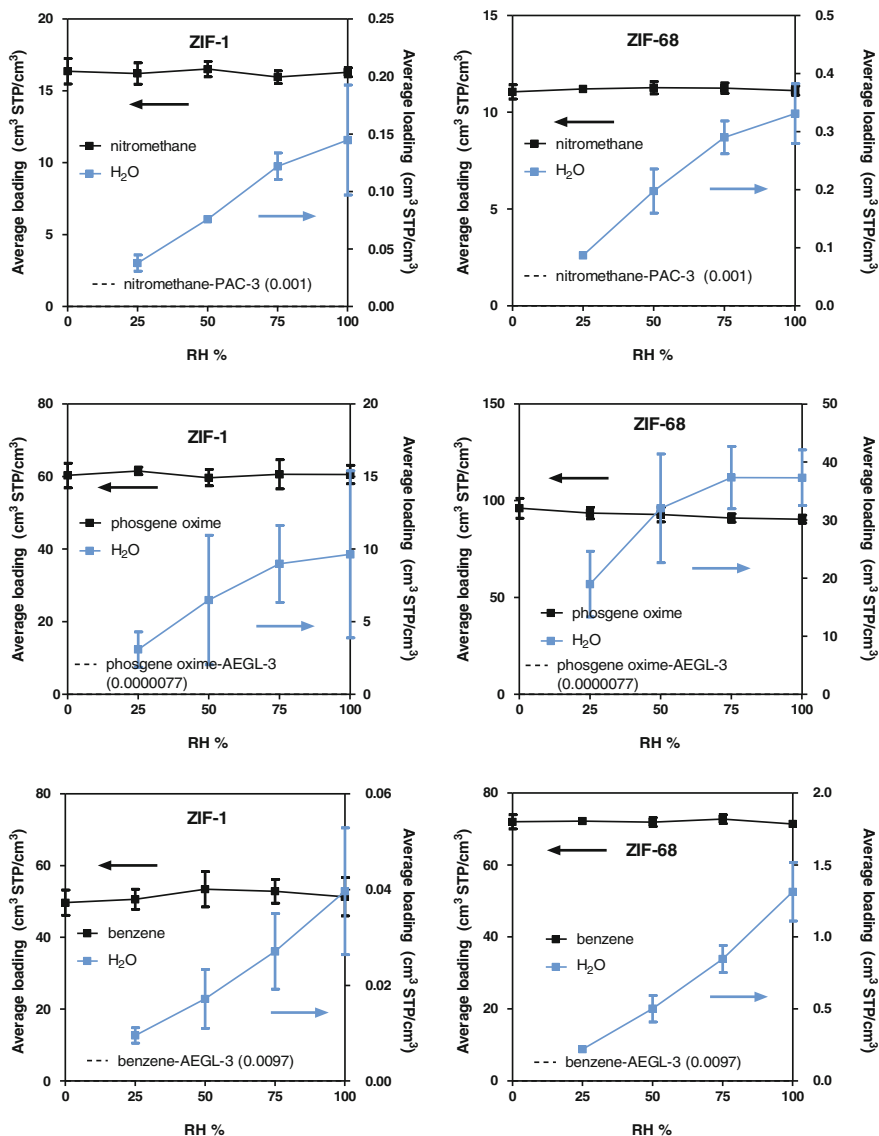 ZIF-1
Average loading (cm³ STP/cm³)
20
16
12
8
4
0
0.25
0.20
0.15
0.10
0.05
0.00
Average loading (cm³ STP/cm³)
nitromethane
H₂O
nitromethane-PAC-3 (0.001)
0 25 50 75 100
RH %
ZIF-68
Average loading (cm³ STP/cm³)
15
11
8
4
0
0.5
0.4
0.3
0.2
0.1
0.0
Average loading (cm³ STP/cm³)
nitromethane
H₂O
nitromethane-PAC-3 (0.001)
0 25 50 75 100
RH %
ZIF-1
Average loading (cm³ STP/cm³)
80
60
40
20
0
20
15
10
5
0
Average loading (cm³ STP/cm³)
phosgene oxime
H₂O
phosgene oxime-AEGL-3
(0.0000077)
0 25 50 75 100
RH %
ZIF-68
Average loading (cm³ STP/cm³)
150
100
50
0
50
40
30
20
10
0
Average loading (cm³ STP/cm³)
phosgene oxime
H₂O
phosgene oxime-AEGL-3
(0.0000077)
0 25 50 75 100
RH %
ZIF-1
Average loading (cm³ STP/cm³)
80
60
40
20
0
0.06
0.04
0.02
0.00
Average loading (cm³ STP/cm³)
benzene
H₂O
benzene-AEGL-3 (0.0097)
0 25 50 75 100
RH %
ZIF-68
Average loading (cm³ STP/cm³)
80
60
40
20
0
2.0
1.5
1.0
0.5
0.0
Average loading (cm³ STP/cm³)
benzene
H₂O
benzene-AEGL-3 (0.0097)
0 25 50 75 100
RH %